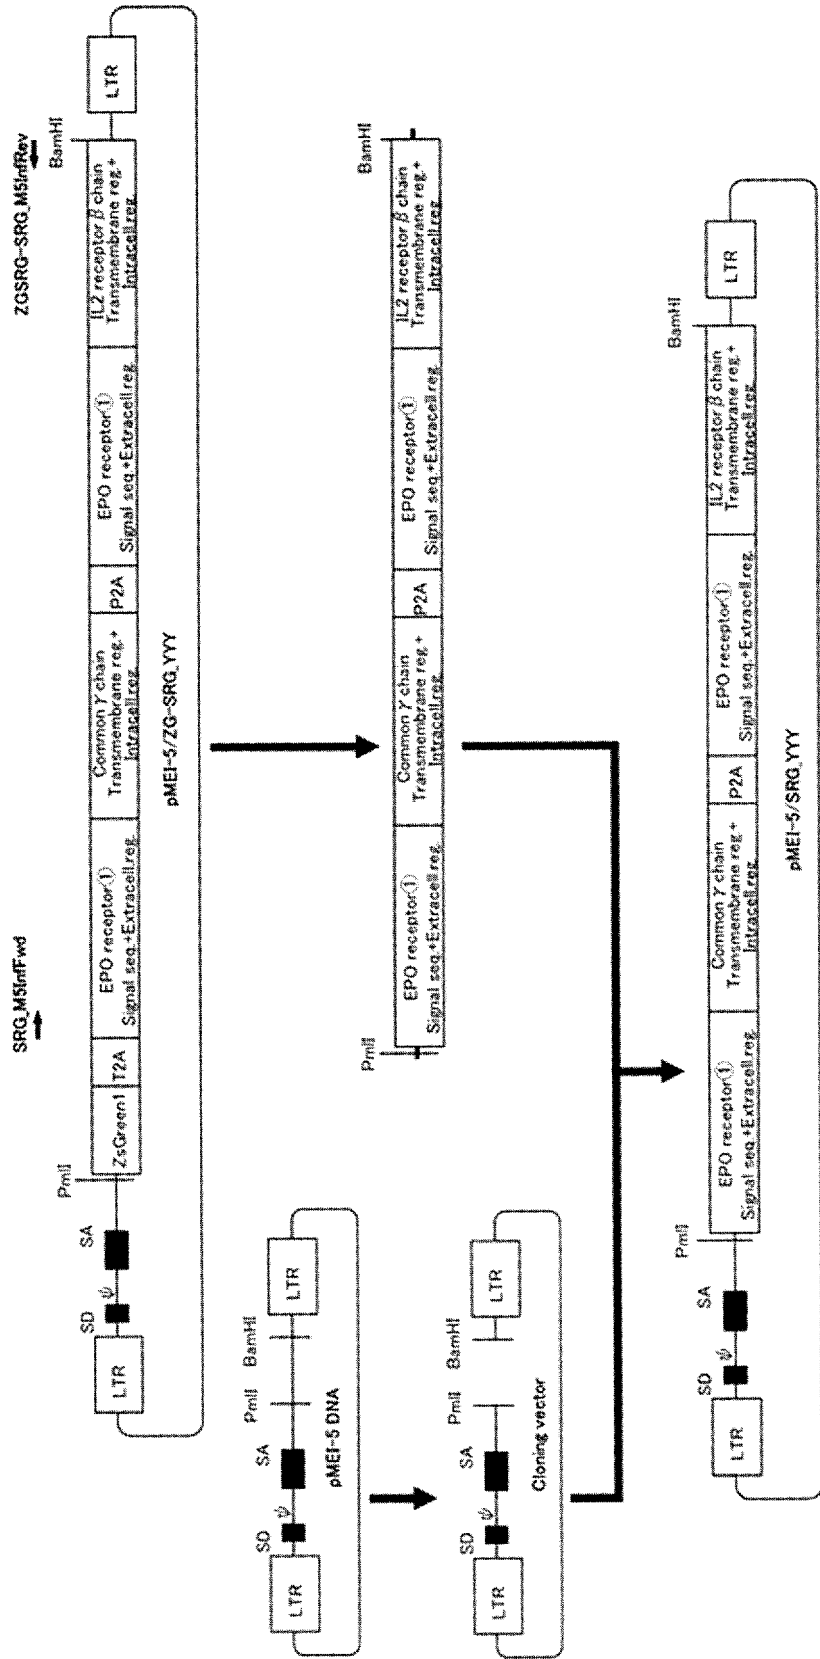 SRG_M5InfFwd
ZGSRG-SRG_M5InfRev
LTR
SD
ψ
SA
PmlI
ZsGreen1
T2A
EPO receptor①
Signal seq.+Extracell.reg.
Common γ chain
Transmembrane reg.+
Intracell.reg.
P2A
EPO receptor①
Signal seq.+Extracell.reg.
IL2 receptor β chain
Transmembrane reg.+
Intracell.reg.
BamHI
LTR
pMEI-5/ZG-SRG_YYY
LTR
SD
ψ
SA
PmlI
BamHI
LTR
pMEI-5 DNA
PmlI
EPO receptor①
Signal seq.+Extracell.reg.
Common γ chain
Transmembrane reg.+
Intracell.reg.
P2A
EPO receptor①
Signal seq.+Extracell.reg.
IL2 receptor β chain
Transmembrane reg.+
Intracell.reg.
BamHI
LTR
SD
ψ
SA
PmlI
BamHI
LTR
Cloning vector
LTR
SD
ψ
SA
PmlI
EPO receptor①
Signal seq.+Extracell.reg.
Common γ chain
Transmembrane reg.+
Intracell.reg.
P2A
EPO receptor①
Signal seq.+Extracell.reg.
IL2 receptor β chain
Transmembrane reg.+
Intracell.reg.
BamHI
LTR
pMEI-5/SRG_YYY